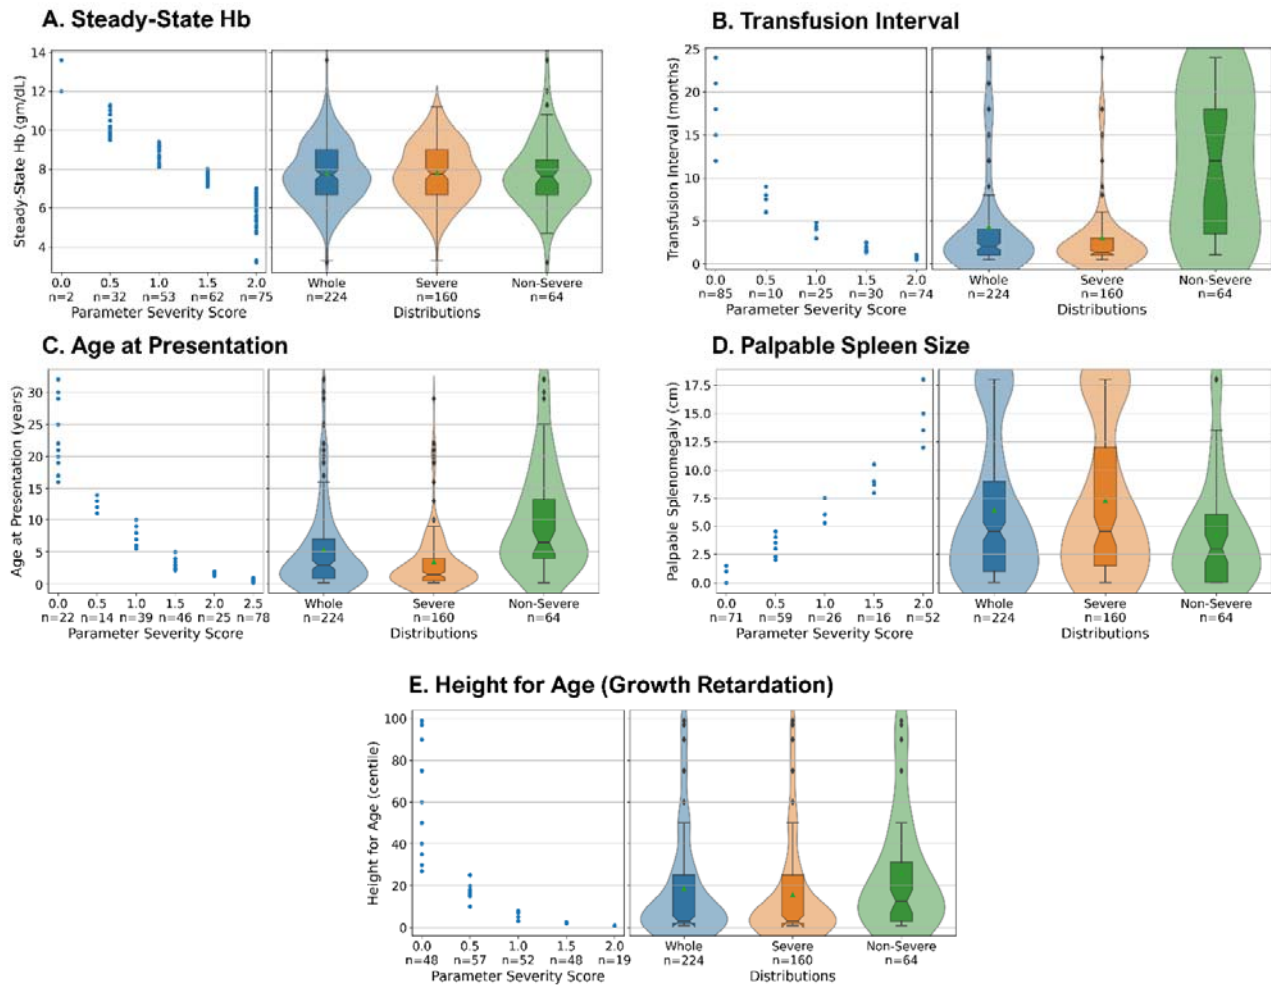 A. Steady-State Hb
Steady-State Hb (gm/dL)
14
12
10
8
6
4
0.0 0.5 1.0 1.5 2.0
n=2 n=32 n=53 n=62 n=75
Parameter Severity Score
Whole Severe Non-Severe
n=224 n=160 n=64
Distributions
B. Transfusion Interval
Transfusion Interval (months)
25
20
15
10
5
0
0.0 0.5 1.0 1.5 2.0
n=85 n=10 n=25 n=30 n=74
Parameter Severity Score
Whole Severe Non-Severe
n=224 n=160 n=64
Distributions
C. Age at Presentation
Age at Presentation (years)
30
25
20
15
10
5
0
0.0 0.5 1.0 1.5 2.0 2.5
n=22 n=14 n=39 n=46 n=25 n=78
Parameter Severity Score
Whole Severe Non-Severe
n=224 n=160 n=64
Distributions
D. Palpable Spleen Size
Palpable Splenomegaly (cm)
17.5
15.0
12.5
10.0
7.5
5.0
2.5
0.0
0.0 0.5 1.0 1.5 2.0
n=71 n=59 n=26 n=16 n=52
Parameter Severity Score
Whole Severe Non-Severe
n=224 n=160 n=64
Distributions
E. Height for Age (Growth Retardation)
Height for Age (centile)
100
80
60
40
20
0
0.0 0.5 1.0 1.5 2.0
n=48 n=57 n=52 n=48 n=19
Parameter Severity Score
Whole Severe Non-Severe
n=224 n=160 n=64
Distributions